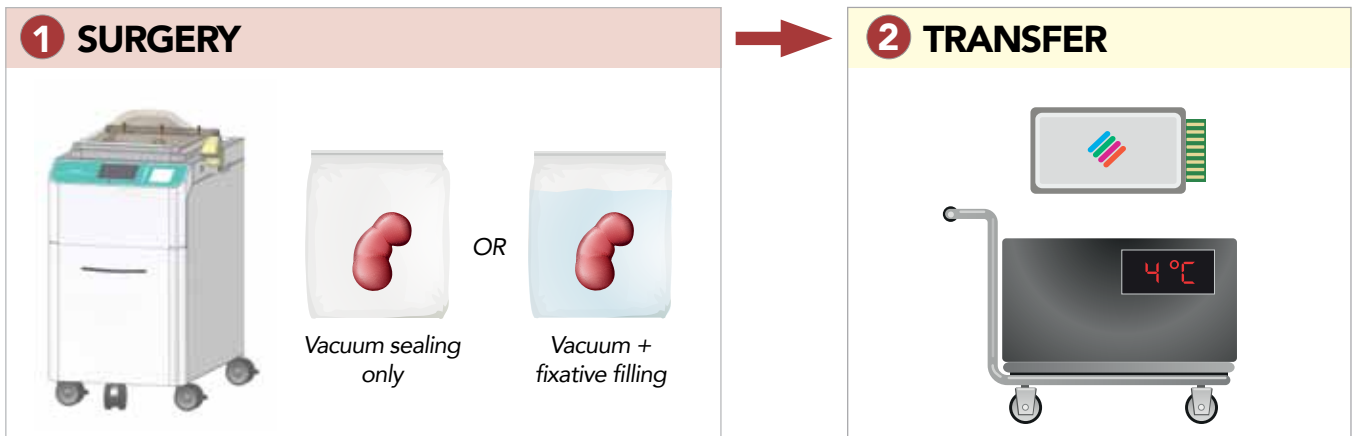 1 SURGERY
Vacuum sealing
only
OR
Vacuum +
fixative filling
2 TRANSFER
4 °C